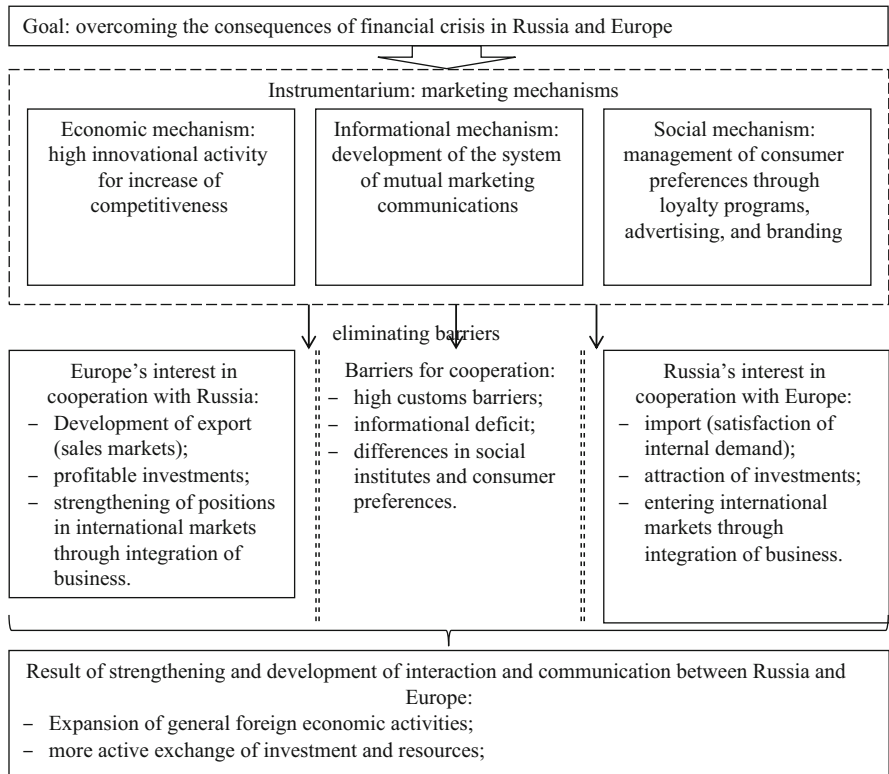 Goal: overcoming the consequences of financial crisis in Russia and Europe
Instrumentarium: marketing mechanisms
Economic mechanism:
high innovational activity
for increase of
competitiveness
Informational mechanism:
development of the system
of mutual marketing
communications
Social mechanism:
management of consumer
preferences through
loyalty programs,
advertising, and branding
eliminating barriers
Europe’s interest in
cooperation with Russia:
– Development of export
(sales markets);
– profitable investments;
– strengthening of positions
in international markets
through integration of
business.
Barriers for cooperation:
– high customs barriers;
– informational deficit;
– differences in social
institutes and consumer
preferences.
Russia’s interest in
cooperation with Europe:
– import (satisfaction of
internal demand);
– attraction of investments;
– entering international
markets through
integration of business.
Result of strengthening and development of interaction and communication between Russia and
Europe:
– Expansion of general foreign economic activities;
– more active exchange of investment and resources;